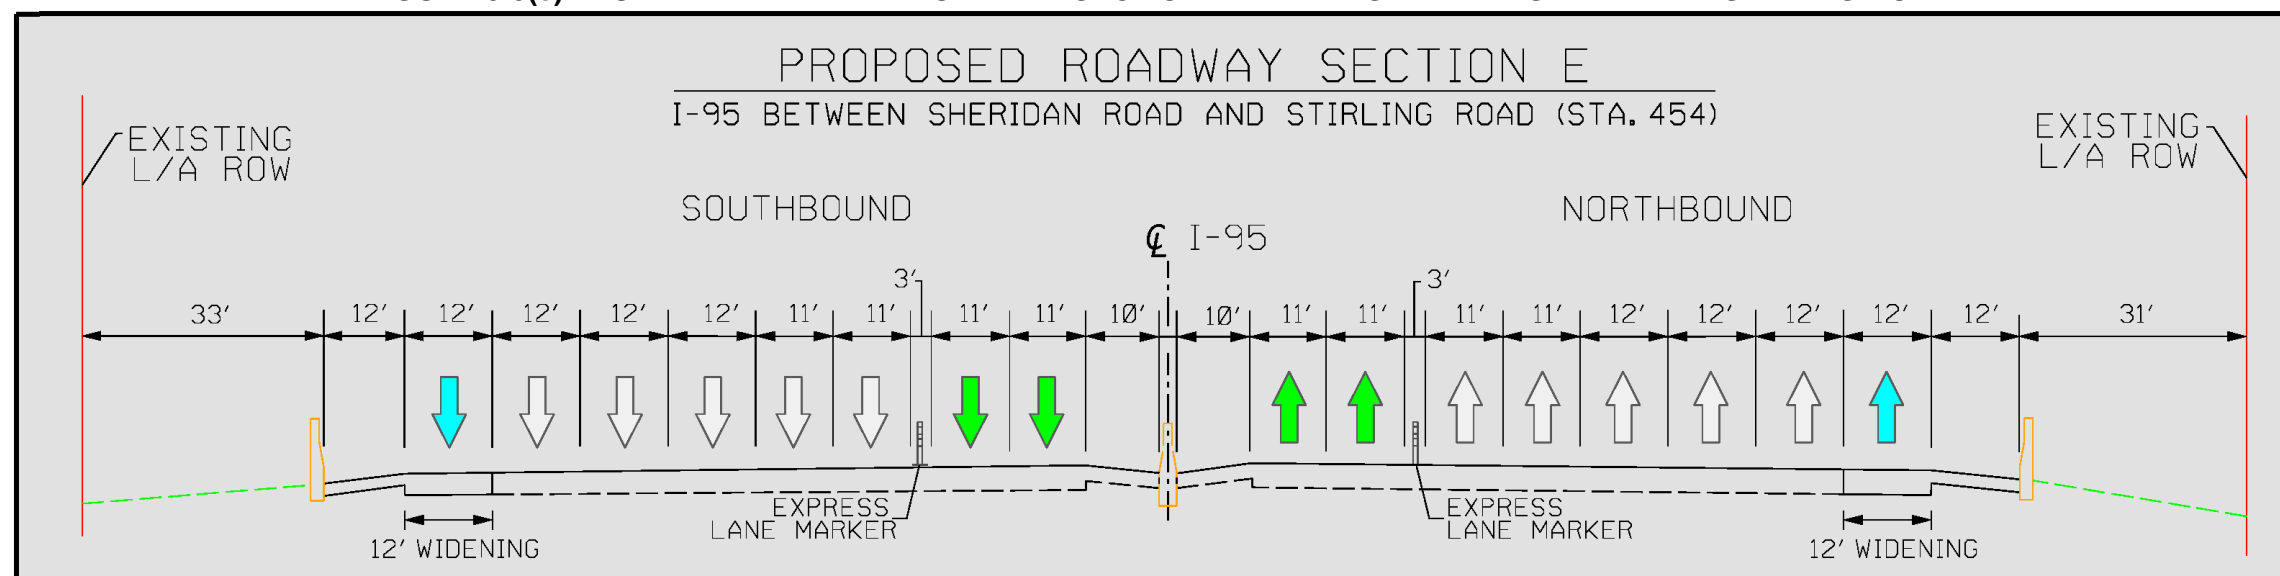 PROPOSED ROADWAY SECTION E
I-95 BETWEEN SHERIDAN ROAD AND STIRLING ROAD (STA. 454)
EXISTING
L/A ROW
EXISTING
L/A ROW
SOUTHBOUND
NORTHBOUND
℄ I-95
3' 3'
33' 12' 12' 12' 12' 12' 11' 11' 11' 11' 10' 10' 11' 11' 11' 11' 12' 12' 12' 12' 12' 31'
EXPRESS
LANE MARKER
EXPRESS
LANE MARKER
12' WIDENING
12' WIDENING